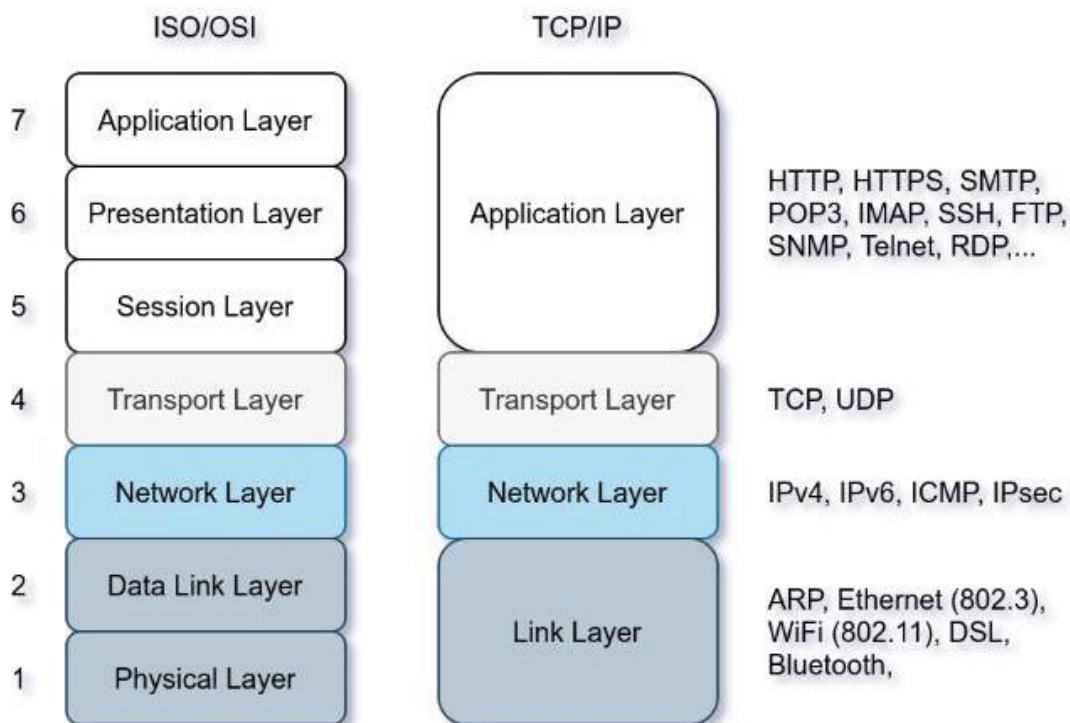 ISO/OSI
TCP/IP
7
Application Layer
6
Presentation Layer
5
Session Layer
Application Layer
HTTP, HTTPS, SMTP,
POP3, IMAP, SSH, FTP,
SNMP, Telnet, RDP,...
4
Transport Layer
Transport Layer
TCP, UDP
3
Network Layer
Network Layer
IPv4, IPv6, ICMP, IPsec
2
Data Link Layer
1
Physical Layer
Link Layer
ARP, Ethernet (802.3),
WiFi (802.11), DSL,
Bluetooth,